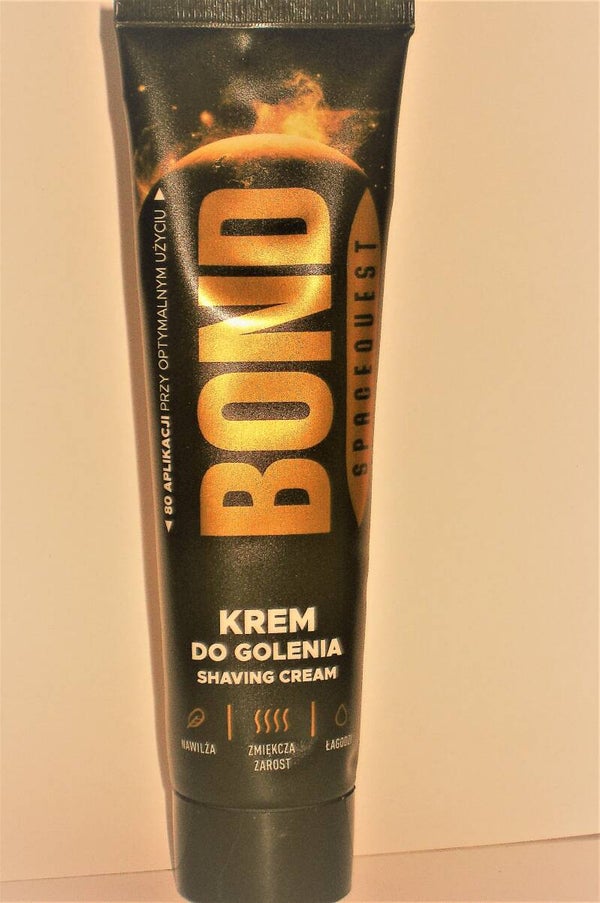 BOND
SPACEQUEST
80 APLIKACJI PRZY OPTYMALNYM UŻYCIU
KREM
DO GOLENIA
SHAVING CREAM
NAWILŻA
ZMIĘKCZA
ZAROST
ŁAGODZI